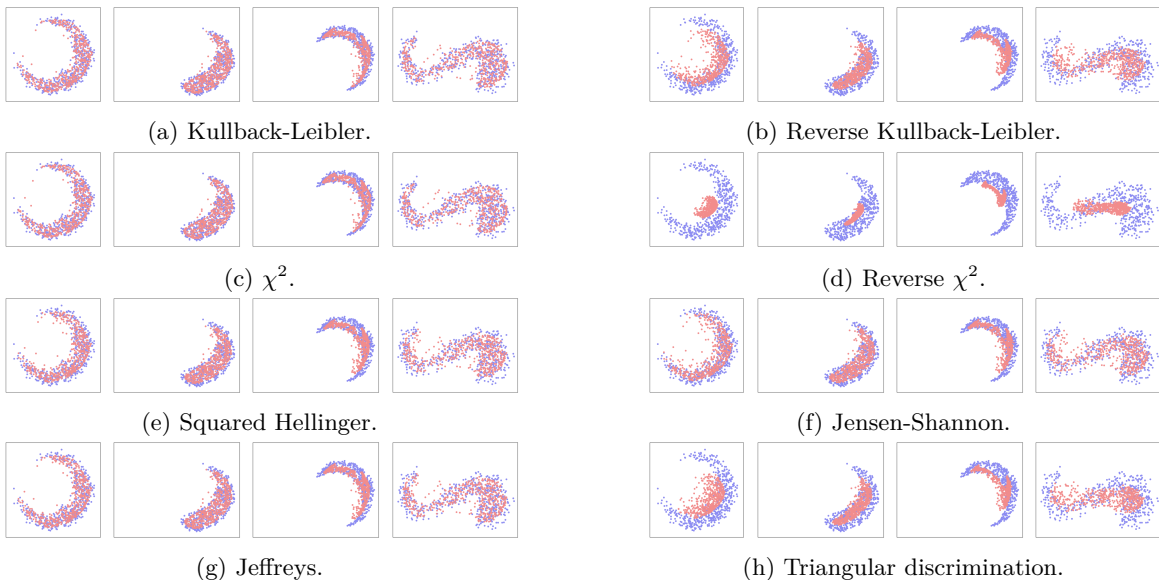 (a) Kullback-Leibler.
(b) Reverse Kullback-Leibler.
(c) χ².
(d) Reverse χ².
(e) Squared Hellinger.
(f) Jensen-Shannon.
(g) Jeffreys.
(h) Triangular discrimination.